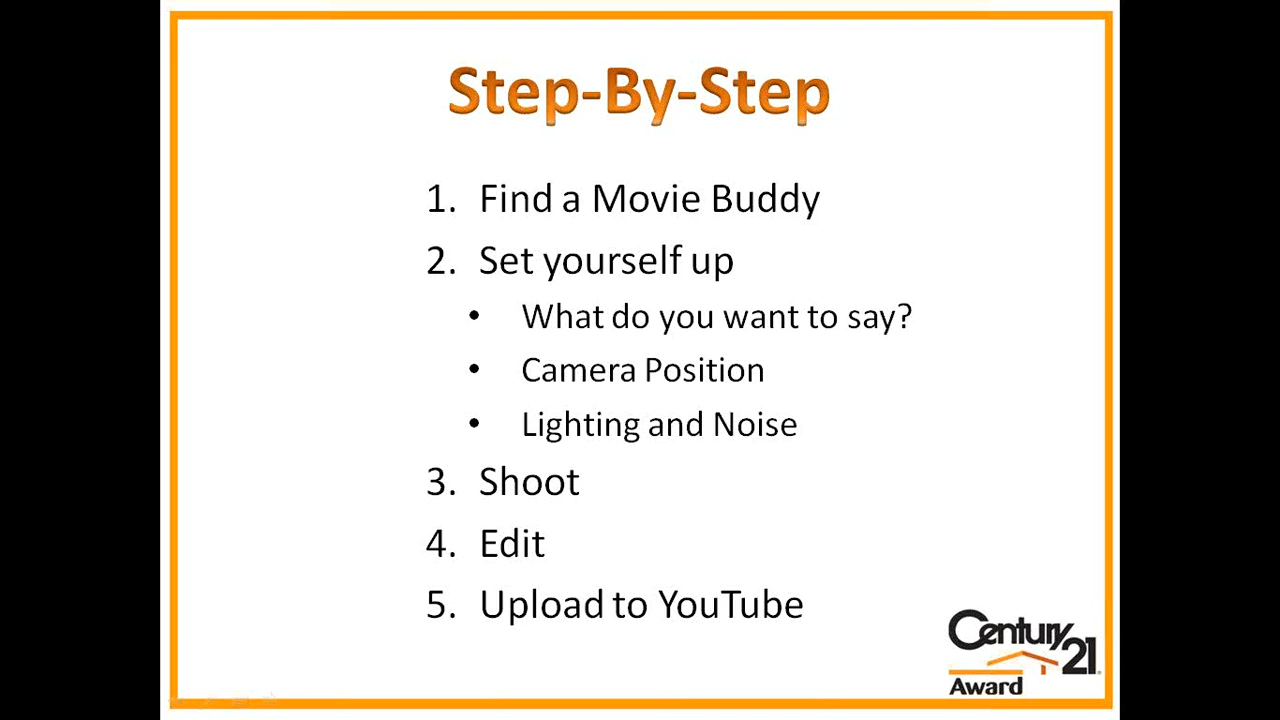 Step-By-Step
1. Find a Movie Buddy
2. Set yourself up
• What do you want to say?
• Camera Position
• Lighting and Noise
3. Shoot
4. Edit
5. Upload to YouTube
Century 21
Award